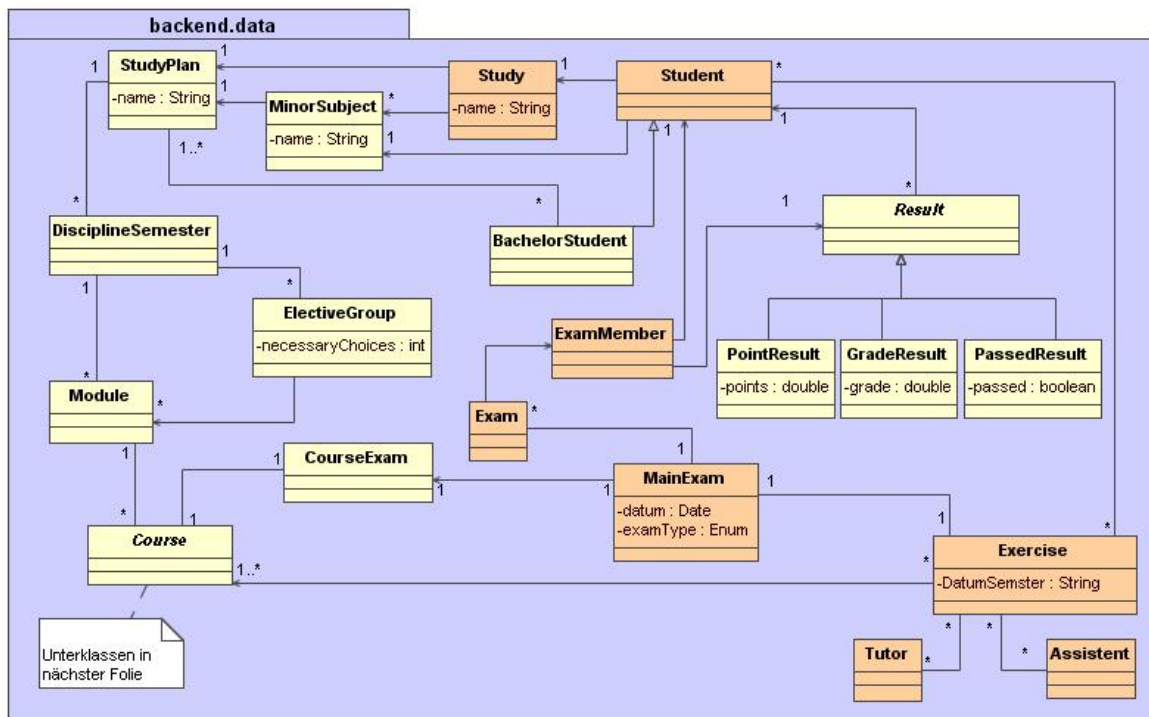 backend.data
1
1
1
*
StudyPlan
-name : String
1
Study
-name : String
Student
*
MinorSubject
-name : String
1
1
1
1..*
*
*
BachelorStudent
1
*
Result
DisciplineSemester
1
1
*
ElectiveGroup
-necessaryChoices : int
ExamMember
PointResult
-points : double
GradeResult
-grade : double
PassedResult
-passed : boolean
*
Module
*
Exam
*
1
1
CourseExam
1
1
1
MainExam
-datum : Date
-examType : Enum
1
*
1
1
*
Course
1..*
*
Exercise
-DatumSemster : String
*
*
Unterklassen in
nächster Folie
Tutor
*
*
Assistent